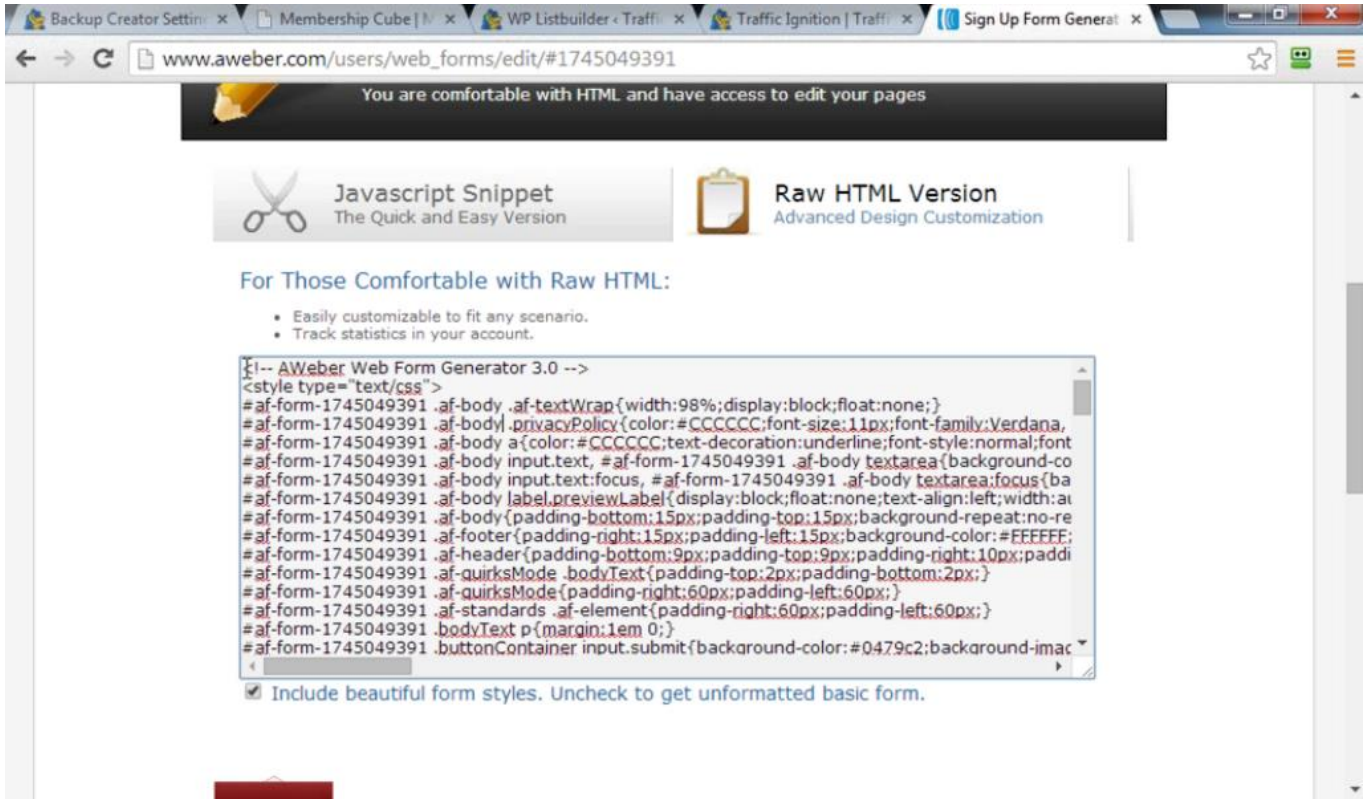 Backup Creator Settin
Membership Cube | M
WP Listbuilder ‹ Traffi
Traffic Ignition | Traffi
Sign Up Form Generat
www.aweber.com/users/web_forms/edit/#1745049391
You are comfortable with HTML and have access to edit your pages
Javascript Snippet
The Quick and Easy Version
Raw HTML Version
Advanced Design Customization
For Those Comfortable with Raw HTML:
• Easily customizable to fit any scenario.
• Track statistics in your account.
<!-- AWeber Web Form Generator 3.0 -->
<style type="text/css">
#af-form-1745049391 .af-body .af-textWrap{width:98%;display:block;float:none;}
#af-form-1745049391 .af-body .privacyPolicy{color:#CCCCCC;font-size:11px;font-family:Verdana,
#af-form-1745049391 .af-body a{color:#CCCCCC;text-decoration:underline;font-style:normal;font
#af-form-1745049391 .af-body input.text, #af-form-1745049391 .af-body textarea{background-co
#af-form-1745049391 .af-body input.text:focus, #af-form-1745049391 .af-body textarea:focus{ba
#af-form-1745049391 .af-body label.previewLabel{display:block;float:none;text-align:left;width:au
#af-form-1745049391 .af-body{padding-bottom:15px;padding-top:15px;background-repeat:no-re
#af-form-1745049391 .af-footer{padding-right:15px;padding-left:15px;background-color:#FFFFFF;
#af-form-1745049391 .af-header{padding-bottom:9px;padding-top:9px;padding-right:10px;paddi
#af-form-1745049391 .af-quirksMode .bodyText{padding-top:2px;padding-bottom:2px;}
#af-form-1745049391 .af-quirksMode{padding-right:60px;padding-left:60px;}
#af-form-1745049391 .af-standards .af-element{padding-right:60px;padding-left:60px;}
#af-form-1745049391 .bodyText p{margin:1em 0;}
#af-form-1745049391 .buttonContainer input.submit{background-color:#0479c2;background-imag
Include beautiful form styles. Uncheck to get unformatted basic form.